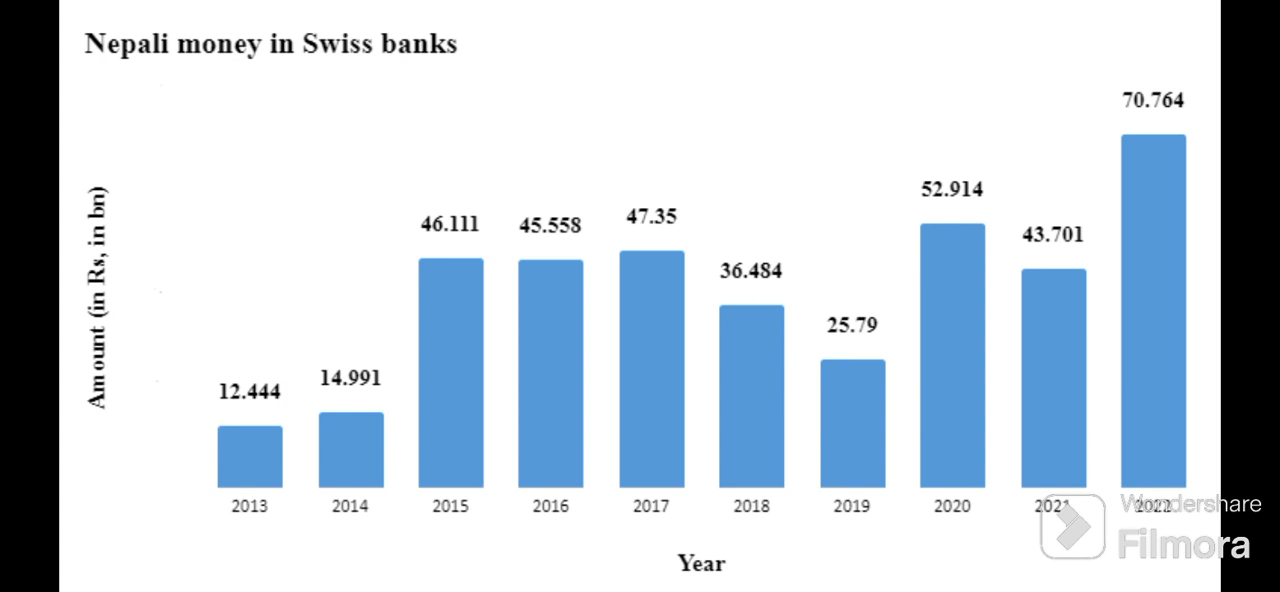 Nepali money in Swiss banks
70.764
52.914
47.35
46.111
45.558
43.701
36.484
25.79
14.991
12.444
Amount (in Rs, in bn)
2013 2014 2015 2016 2017 2018 2019 2020 2021 2022
Year
Wondershare
Filmora